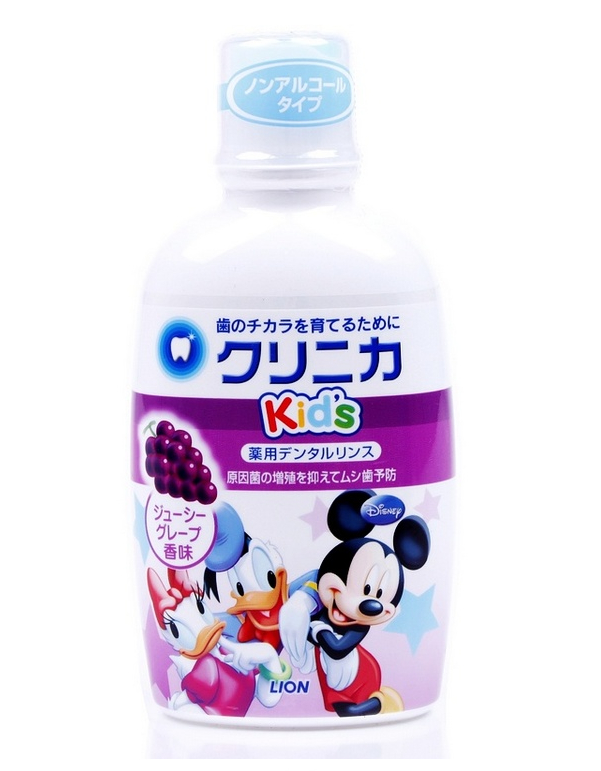 ノンアルコール
タイプ
歯のチカラを育てるために
クリニカ
Kid's
薬用デンタルリンス
原因菌の増殖を抑えてムシ歯予防
ジューシー
グレープ
香味
Disney
LION